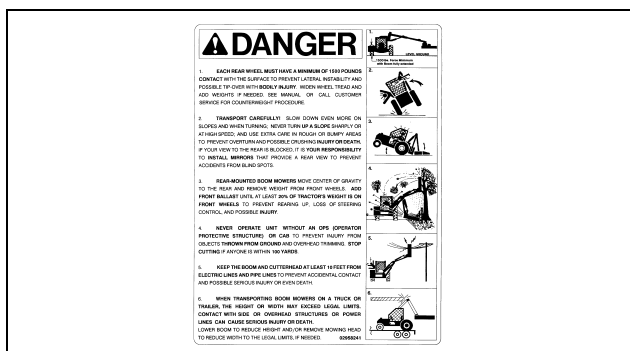 DANGER
1. EACH REAR WHEEL MUST HAVE A MINIMUM OF 1500 POUNDS
CONTACT WITH THE SURFACE TO PREVENT LATERAL INSTABILITY AND
POSSIBLE TIP-OVER WITH BODILY INJURY. WIDEN WHEEL TREAD AND
ADD WEIGHTS IF NEEDED. SEE MANUAL OR CALL CUSTOMER
SERVICE FOR COUNTERWEIGHT PROCEDURE.
2. TRANSPORT CAREFULLY! SLOW DOWN EVEN MORE ON
SLOPES AND WHEN TURNING; NEVER TURN UP A SLOPE SHARPLY OR
AT HIGH SPEED; AND USE EXTRA CARE IN ROUGH OR BUMPY AREAS
TO PREVENT OVERTURN AND POSSIBLE CRUSHING INJURY OR DEATH.
IF YOUR VIEW TO THE REAR IS BLOCKED, IT IS YOUR RESPONSIBILITY
TO INSTALL MIRRORS THAT PROVIDE A REAR VIEW TO PREVENT
ACCIDENTS FROM BLIND SPOTS.
3. REAR-MOUNTED BOOM MOWERS MOVE CENTER OF GRAVITY
TO THE REAR AND REMOVE WEIGHT FROM FRONT WHEELS. ADD
FRONT BALLAST UNTIL AT LEAST 20% OF TRACTOR'S WEIGHT IS ON
FRONT WHEELS TO PREVENT REARING UP, LOSS OF STEERING
CONTROL, AND POSSIBLE INJURY.
4. NEVER OPERATE UNIT WITHOUT AN OPS (OPERATOR
PROTECTIVE STRUCTURE) OR CAB TO PREVENT INJURY FROM
OBJECTS THROWN FROM GROUND AND OVERHEAD TRIMMING. STOP
CUTTING IF ANYONE IS WITHIN 100 YARDS.
5. KEEP THE BOOM AND CUTTERHEAD AT LEAST 10 FEET FROM
ELECTRIC LINES AND PIPE LINES TO PREVENT ACCIDENTAL CONTACT
AND POSSIBLE SERIOUS INJURY OR EVEN DEATH.
6. WHEN TRANSPORTING BOOM MOWERS ON A TRUCK OR
TRAILER, THE HEIGHT OR WIDTH MAY EXCEED LEGAL LIMITS.
CONTACT WITH SIDE OR OVERHEAD STRUCTURES OR POWER
LINES CAN CAUSE SERIOUS INJURY OR DEATH.
LOWER BOOM TO REDUCE HEIGHT AND/OR REMOVE MOWING HEAD
TO REDUCE WIDTH TO THE LEGAL LIMITS, IF NEEDED. 02958241
1.
LEVEL GROUND
1500 lbs. Force Minimum
with Boom fully extended
2.
3.
4.
5.
6.